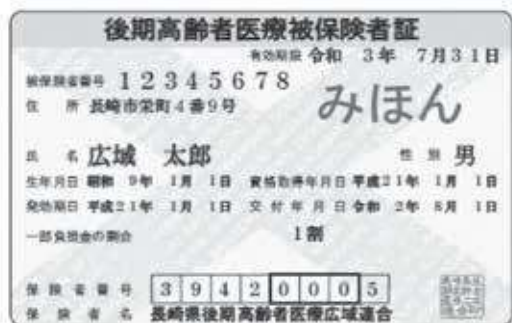 後期高齢者医療被保険者証
有効期限 令和 3年 7月31日
被保険者番号 12345678
住 所 長崎市栄町4番9号
みほん
氏 名 広域 太郎 性 別 男
生年月日 昭和 9年 1月 1日 資格取得年月日 平成21年 1月 1日
発効期日 平成21年 1月 1日 交付年月日 令和 2年 8月 1日
一部負担金の割合 1割
保険者番号 39420005
保険者名 長崎県後期高齢者医療広域連合